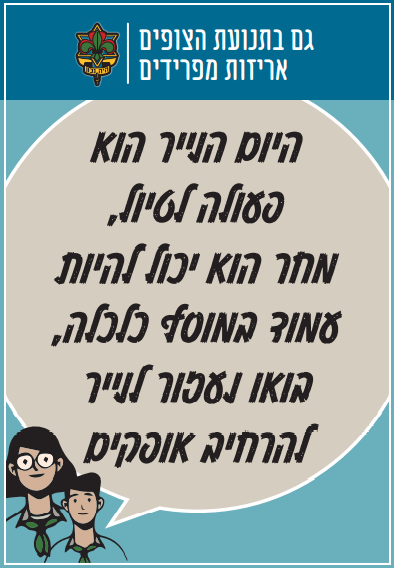 גם בתנועת הצופים
אריזות מפרידים
היום הנייר הוא
פעולה לטיול,
מחר הוא יכול להיות
עמוד במוסף כלכלה,
בואו נעזור לנייר
להרחיב אופקים